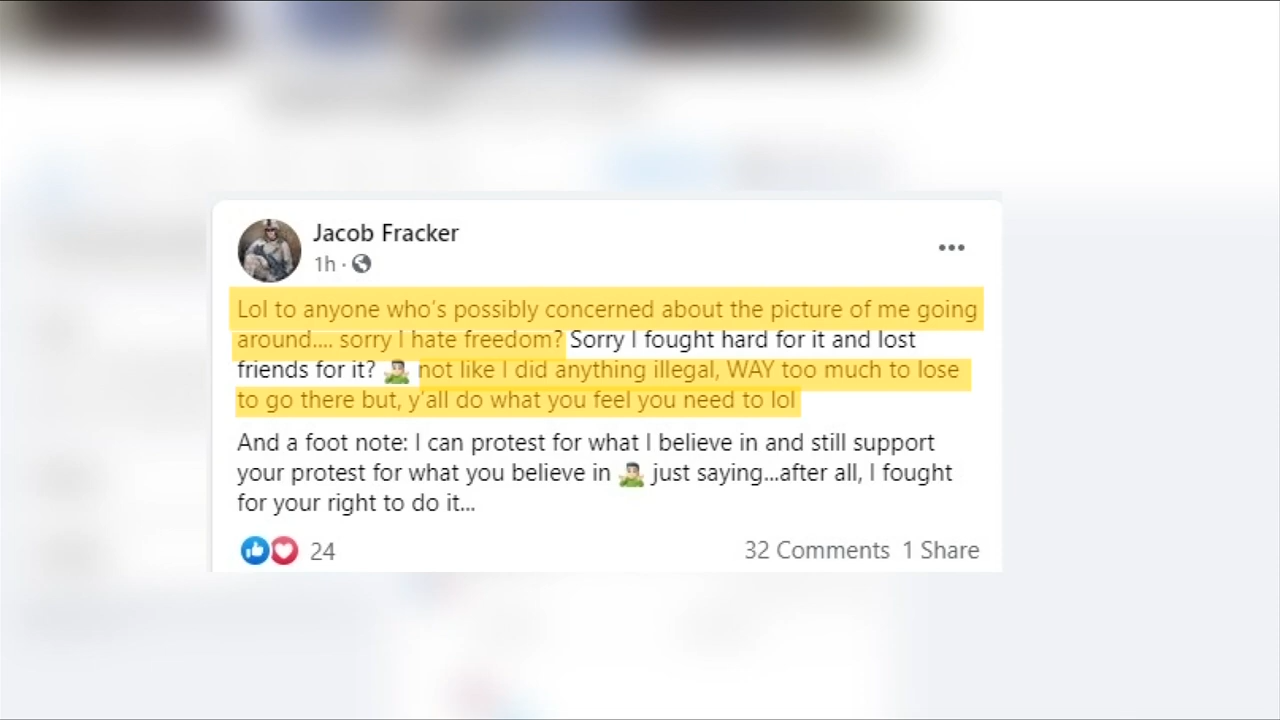 Jacob Fracker
1h ·
Lol to anyone who's possibly concerned about the picture of me going
around.... sorry I hate freedom? Sorry I fought hard for it and lost
friends for it? 🤷🏻‍♂️ not like I did anything illegal, WAY too much to lose
to go there but, y'all do what you feel you need to lol
And a foot note: I can protest for what I believe in and still support
your protest for what you believe in 🤷🏻‍♂️ just saying...after all, I fought
for your right to do it...
24
32 Comments 1 Share